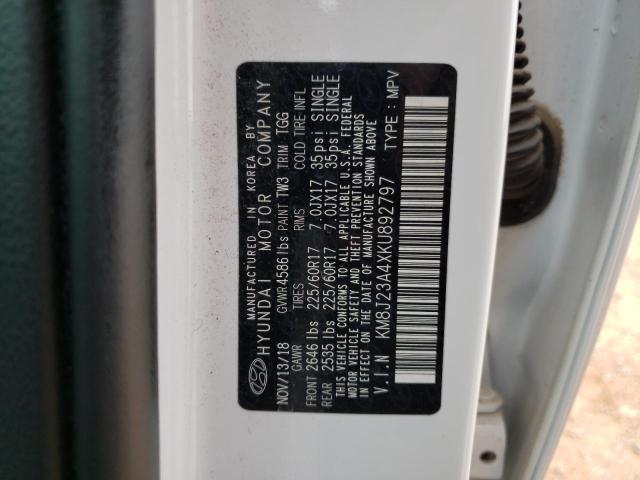 MANUFACTURED IN KOREA BY
HYUNDAI MOTOR COMPANY
NOV/13/18 GVWR 4586 lbs PAINT TW3 TRIM TGG
GAWR TIRES RIMS COLD TIRE INFL
FRONT 2646 lbs 225/60R17 7.0JX17 35psi SINGLE
REAR 2535 lbs 225/60R17 7.0JX17 35psi SINGLE
THIS VEHICLE CONFORMS TO ALL APPLICABLE U.S.A. FEDERAL
MOTOR VEHICLE SAFETY AND THEFT PREVENTION STANDARDS
IN EFFECT ON THE DATE OF MANUFACTURE SHOWN ABOVE
V.I.N KM8J23A4XKU892797 TYPE : MPV